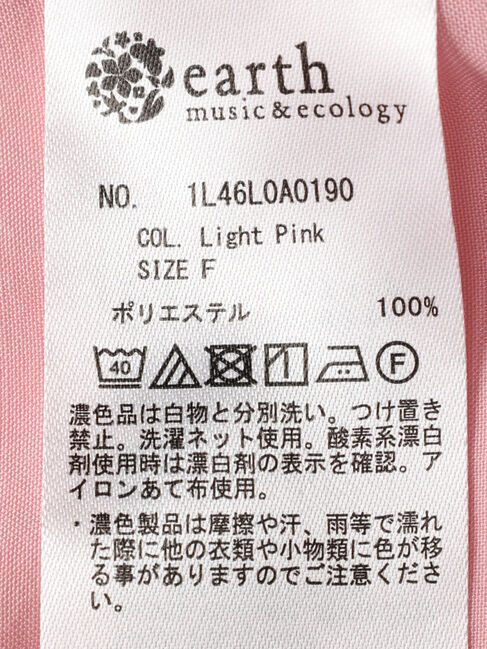 earth
music&ecology
NO. 1L46L0A0190
COL. Light Pink
SIZE F
ポリエステル 100%
40 F
濃色品は白物と分別洗い。つけ置き
禁止。洗濯ネット使用。酸素系漂白
剤使用時は漂白剤の表示を確認。ア
イロンあて布使用。
・濃色製品は摩擦や汗、雨等で濡れ
た際に他の衣類や小物類に色が移
る事がありますのでご注意くださ
い。